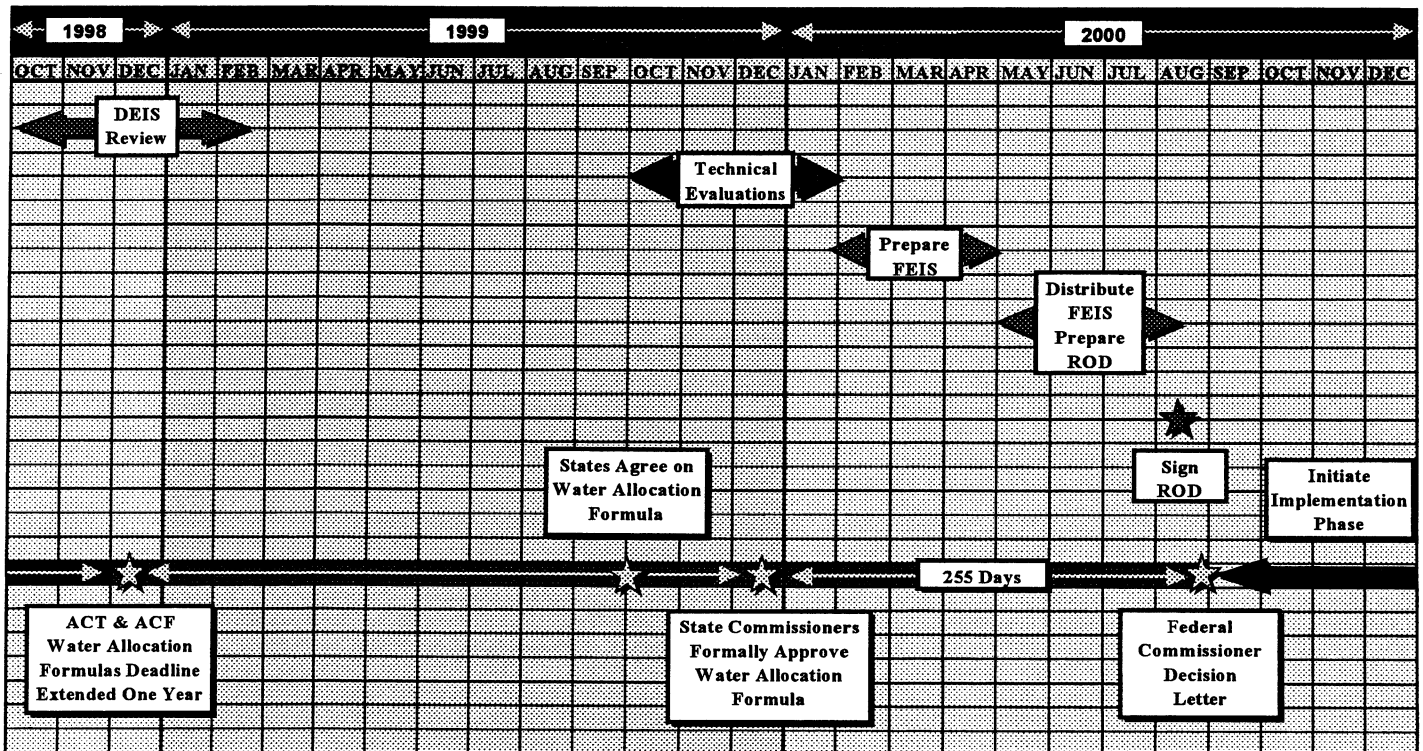 1998
1999
2000
OCT NOV DEC JAN FEB MAR APR MAY JUN JUL AUG SEP OCT NOV DEC JAN FEB MAR APR MAY JUN JUL AUG SEP OCT NOV DEC
DEIS
Review
Technical
Evaluations
Prepare
FEIS
Distribute
FEIS
Prepare
ROD
States Agree on
Water Allocation
Formula
Sign
ROD
Initiate
Implementation
Phase
255 Days
ACT & ACF
Water Allocation
Formulas Deadline
Extended One Year
State Commissioners
Formally Approve
Water Allocation
Formula
Federal
Commissioner
Decision
Letter